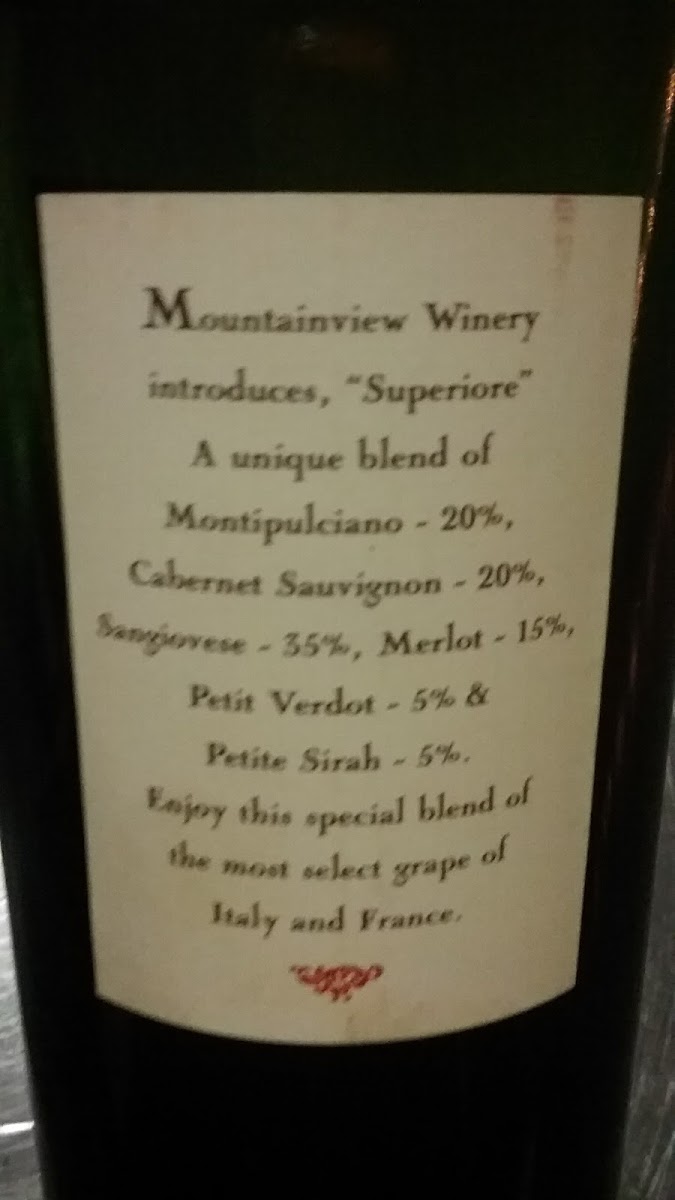 Mountainview Winery
introduces, “Superiore”
A unique blend of
Montipulciano - 20%,
Cabernet Sauvignon - 20%,
Sangiovese - 35%, Merlot - 15%,
Petit Verdot - 5% &
Petite Sirah - 5%.
Enjoy this special blend of
the most select grape of
Italy and France.